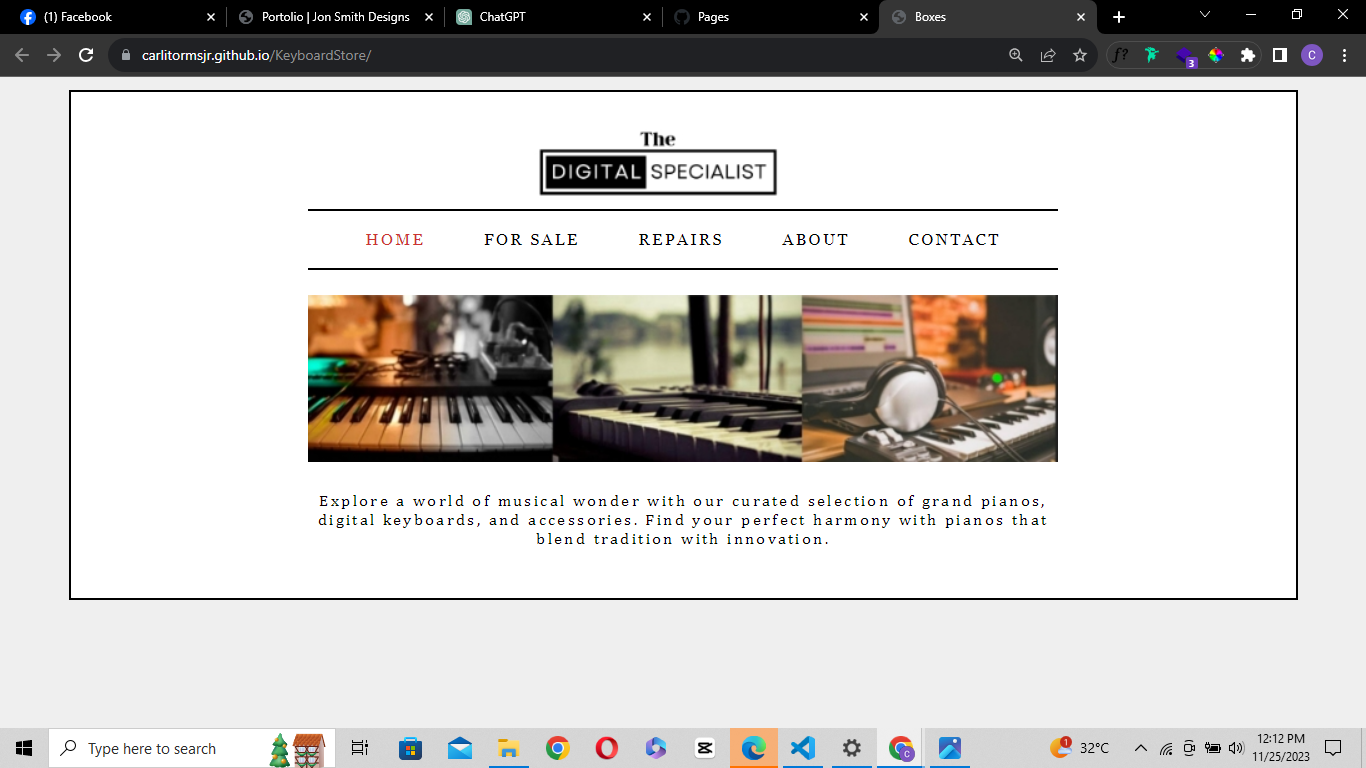 (1) Facebook
Portolio | Jon Smith Designs
ChatGPT
Pages
Boxes
carlitormsjr.github.io/KeyboardStore/
f?
3
C
The
DIGITAL SPECIALIST
HOME FOR SALE REPAIRS ABOUT CONTACT
Explore a world of musical wonder with our curated selection of grand pianos,
digital keyboards, and accessories. Find your perfect harmony with pianos that
blend tradition with innovation.
Type here to search
C
1
32°C
12:12 PM
11/25/2023